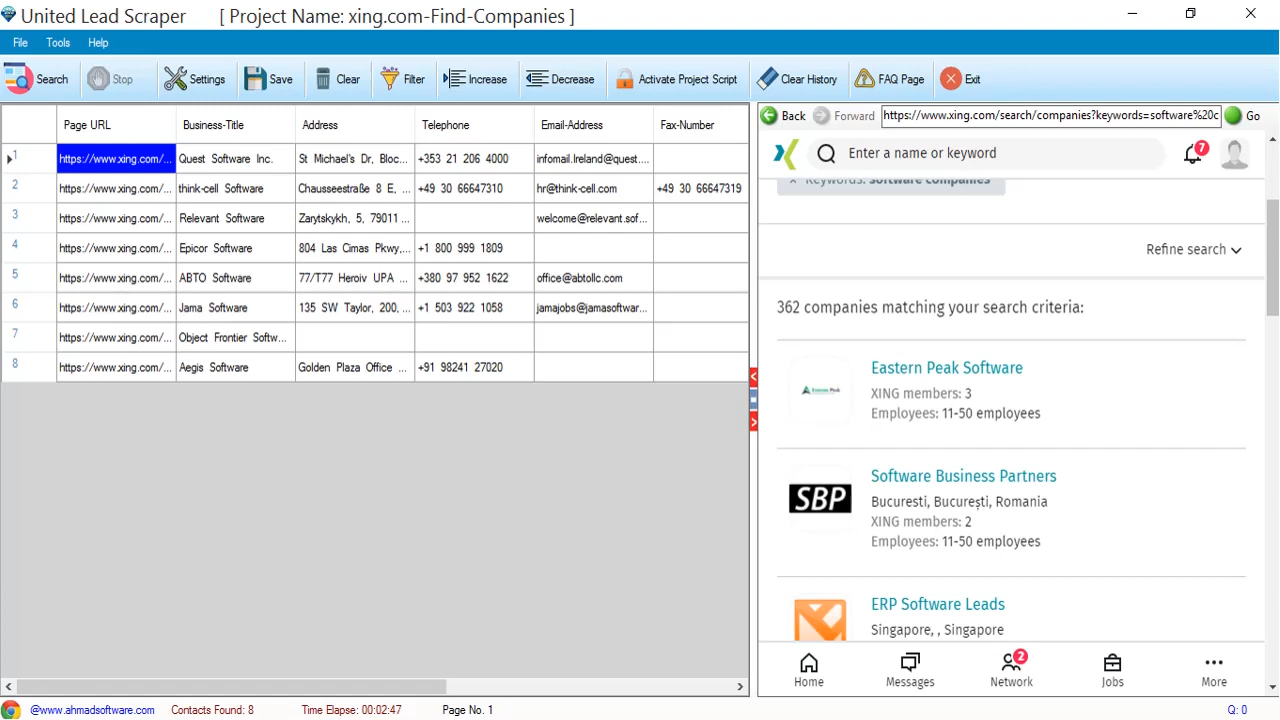 United Lead Scraper [ Project Name: xing.com-Find-Companies ]
File Tools Help
Search Stop Settings Save Clear Filter Increase Decrease Activate Project Script Clear History FAQ Page Exit
Page URL Business-Title Address Telephone Email-Address Fax-Number
1 https://www.xing.com/... Quest Software Inc. St Michael's Dr, Bloc... +353 21 206 4000 infomail.Ireland@quest....
2 https://www.xing.com/... think-cell Software Chausseestraße 8 E, ... +49 30 66647310 hr@think-cell.com +49 30 66647319
3 https://www.xing.com/... Relevant Software Zarytskykh, 5, 79011 ... welcome@relevant.sof...
4 https://www.xing.com/... Epicor Software 804 Las Cimas Pkwy,... +1 800 999 1809
5 https://www.xing.com/... ABTO Software 77/T77 Heroiv UPA ... +380 97 952 1622 office@abtollc.com
6 https://www.xing.com/... Jama Software 135 SW Taylor, 200, ... +1 503 922 1058 jamajobs@jamasoftwar...
7 https://www.xing.com/... Object Frontier Softw...
8 https://www.xing.com/... Aegis Software Golden Plaza Office ... +91 98241 27020
Back Forward https://www.xing.com/search/companies?keywords=software%20c Go
Enter a name or keyword 7
× Keywords: software companies
Refine search
362 companies matching your search criteria:
Eastern Peak
Eastern Peak Software
XING members: 3
Employees: 11-50 employees
SBP
Software Business Partners
Bucuresti, București, Romania
XING members: 2
Employees: 11-50 employees
ERP Software Leads
Singapore, , Singapore
2
Home Messages Network Jobs More
@www.ahmadsoftware.com Contacts Found: 8 Time Elapse: 00:02:47 Page No. 1 Q: 0